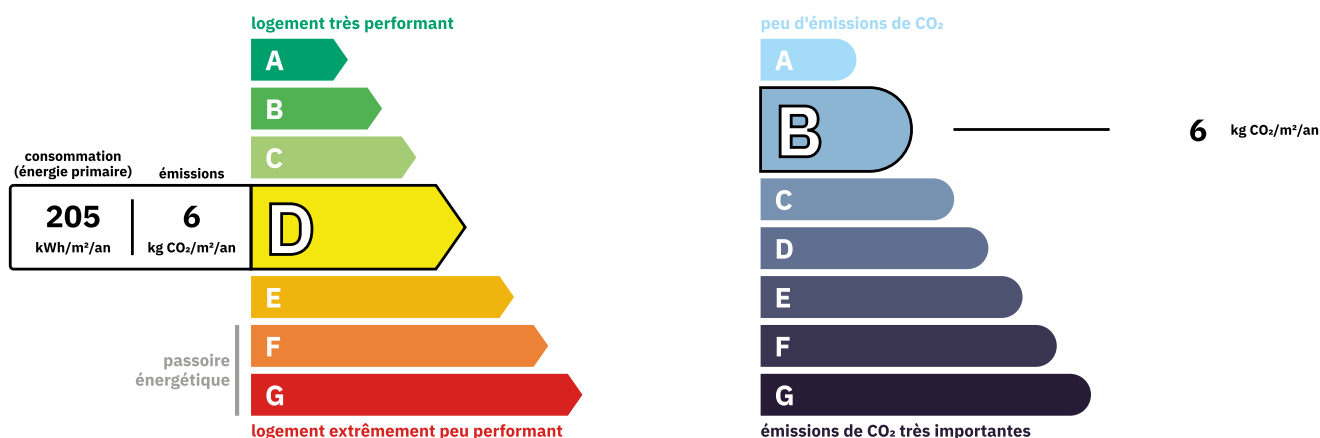 logement très performant
A
B
C
consommation
(énergie primaire)
émissions
205
kWh/m²/an
6
kg CO₂/m²/an
D
E
F
G
passoire
énergétique
logement extrêmement peu performant
peu d'émissions de CO₂
A
B
6 kg CO₂/m²/an
C
D
E
F
G
émissions de CO₂ très importantes